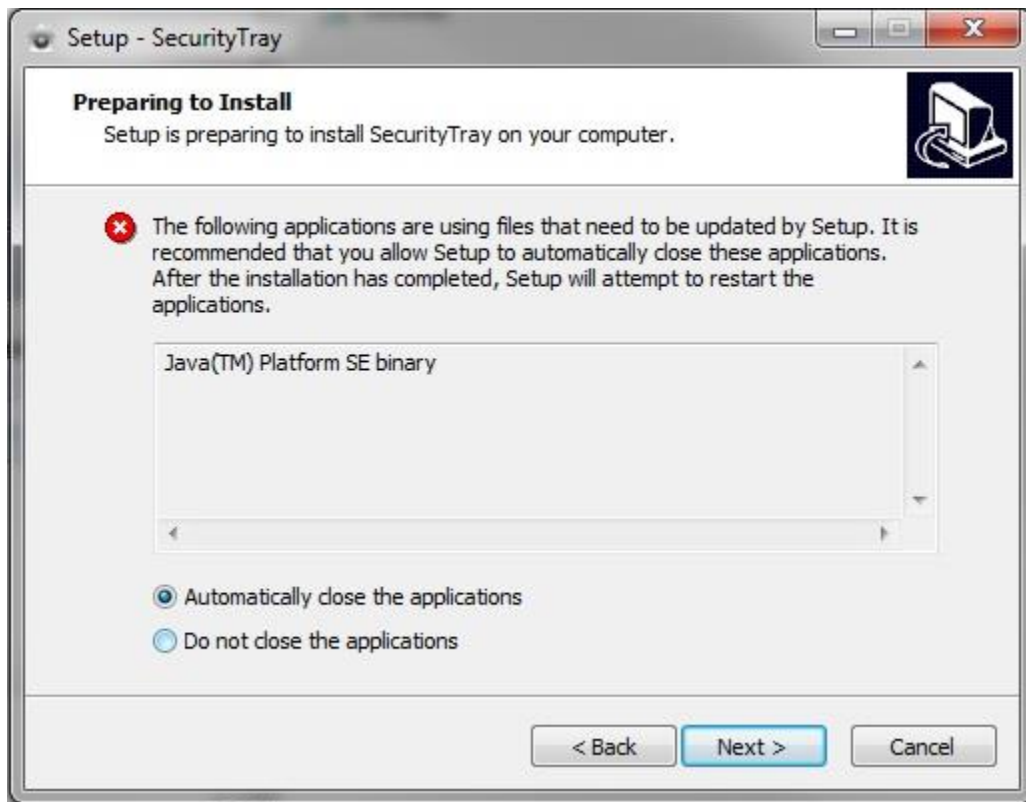 Setup - SecurityTray
Preparing to Install
Setup is preparing to install SecurityTray on your computer.
The following applications are using files that need to be updated by Setup. It is
recommended that you allow Setup to automatically close these applications.
After the installation has completed, Setup will attempt to restart the
applications.
Java(TM) Platform SE binary
Automatically close the applications
Do not close the applications
< Back Next > Cancel